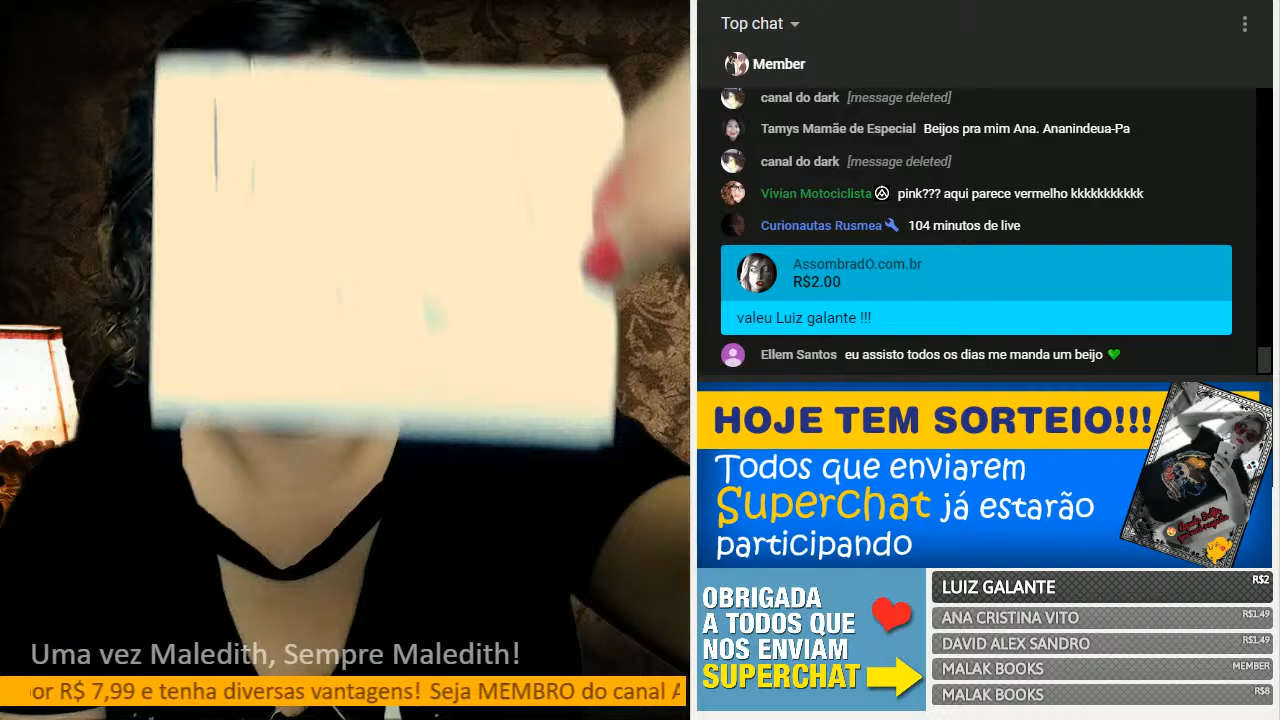 Top chat
Member
canal do dark [message deleted]
Tamys Mamãe de Especial Beijos pra mim Ana. Ananindeua-Pa
canal do dark [message deleted]
Vivian Motociclista pink??? aqui parece vermelho kkkkkkkkkkk
Curionautas Rusmea 104 minutos de live
AssombradO.com.br
R$2.00
valeu Luiz galante !!!
Ellem Santos eu assisto todos os dias me manda um beijo
HOJE TEM SORTEIO!!!
Todos que enviarem
Superchat já estarão
participando
OBRIGADA
A TODOS QUE
NOS ENVIAM
SUPERCHAT
LUIZ GALANTE R$2
ANA CRISTINA VITO R$1.49
DAVID ALEX SANDRO R$1.49
MALAK BOOKS MEMBER
MALAK BOOKS R$8
Uma vez Maledith, Sempre Maledith!
or R$ 7,99 e tenha diversas vantagens! Seja MEMBRO do canal